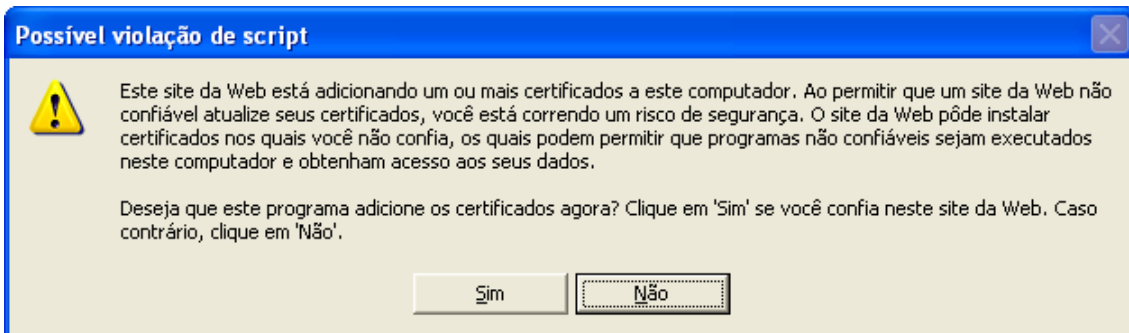 Possível violação de script
Este site da Web está adicionando um ou mais certificados a este computador. Ao permitir que um site da Web não
confiável atualize seus certificados, você está correndo um risco de segurança. O site da Web pôde instalar
certificados nos quais você não confia, os quais podem permitir que programas não confiáveis sejam executados
neste computador e obtenham acesso aos seus dados.
Deseja que este programa adicione os certificados agora? Clique em 'Sim' se você confia neste site da Web. Caso
contrário, clique em 'Não'.
Sim
Não